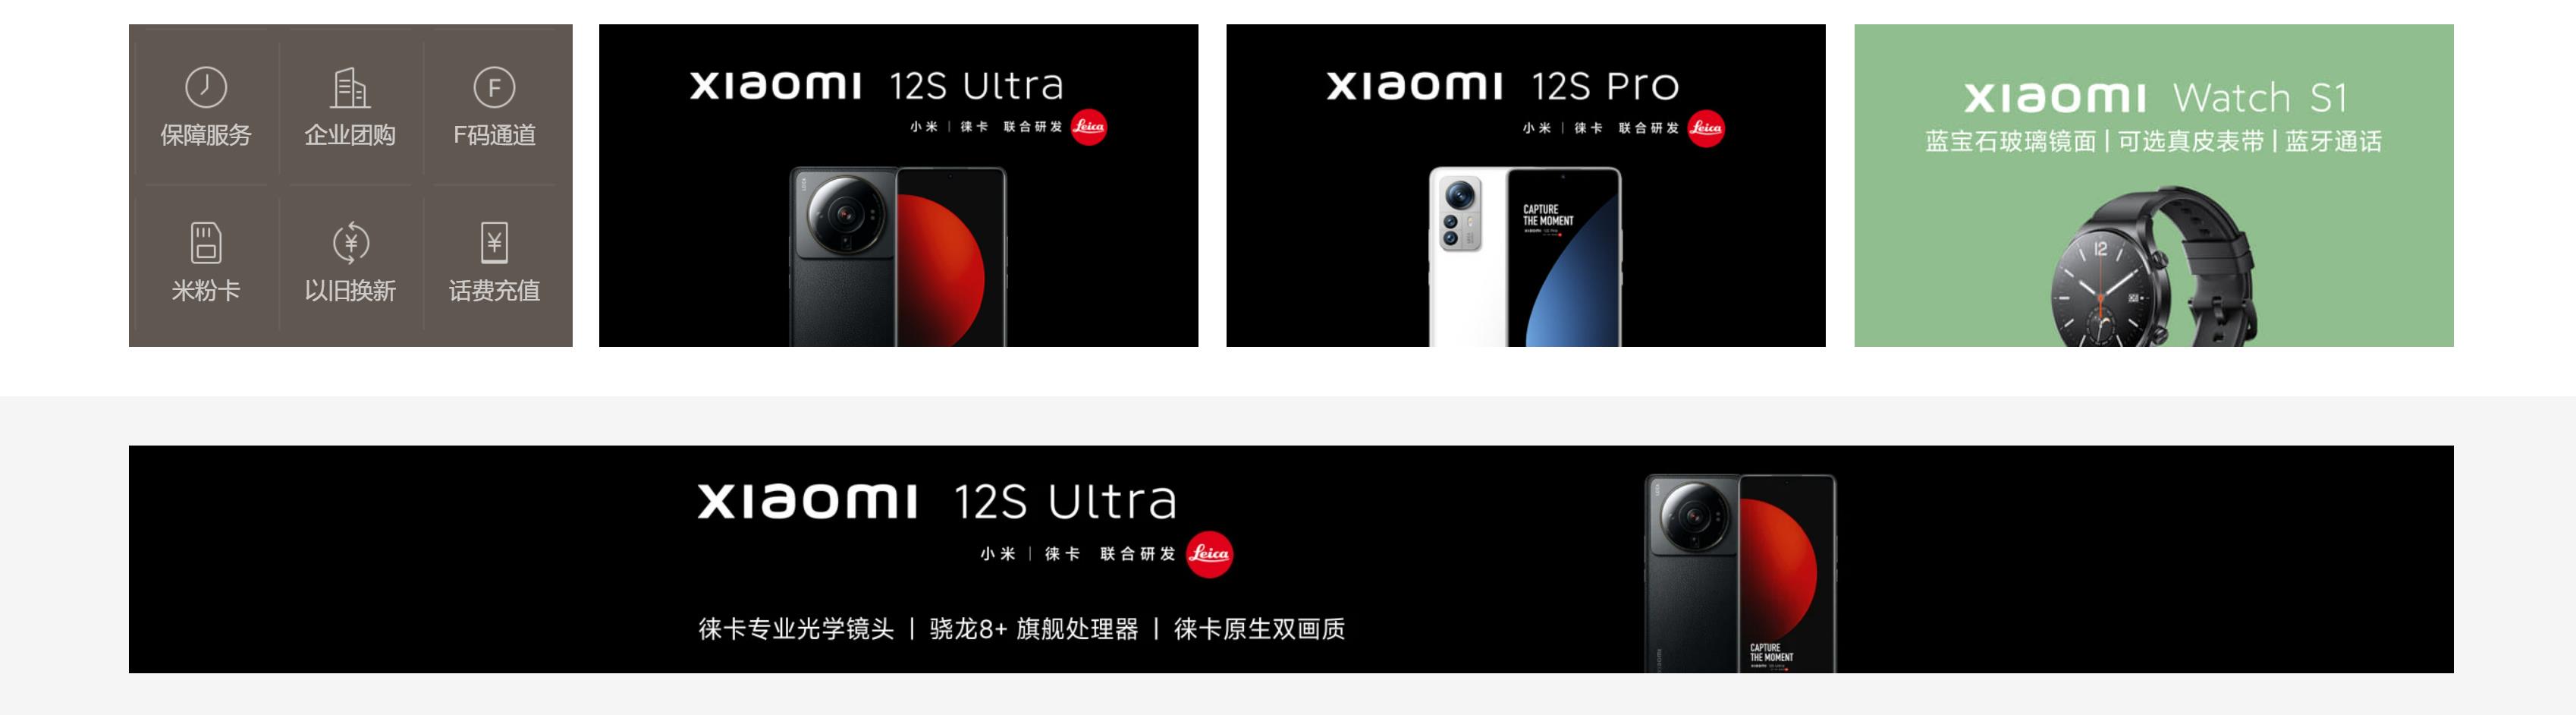 保障服务
企业团购
F码通道
米粉卡
以旧换新
话费充值
xiaomi 12S Ultra
小米 | 徕卡 联合研发 Leica
xiaomi 12S Pro
小米 | 徕卡 联合研发 Leica
CAPTURE
THE MOMENT
xiaomi Watch S1
蓝宝石玻璃镜面 | 可选真皮表带 | 蓝牙通话
12
xiaomi 12S Ultra
小米 | 徕卡 联合研发 Leica
徕卡专业光学镜头 | 骁龙8+ 旗舰处理器 | 徕卡原生双画质
CAPTURE
THE MOMENT